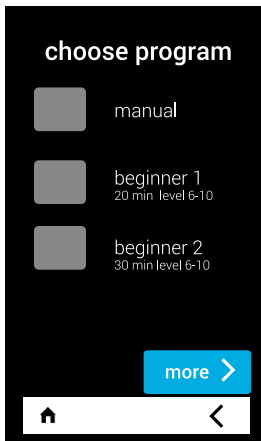 choose program
manual
beginner 1
20 min level 6-10
beginner 2
30 min level 6-10
more